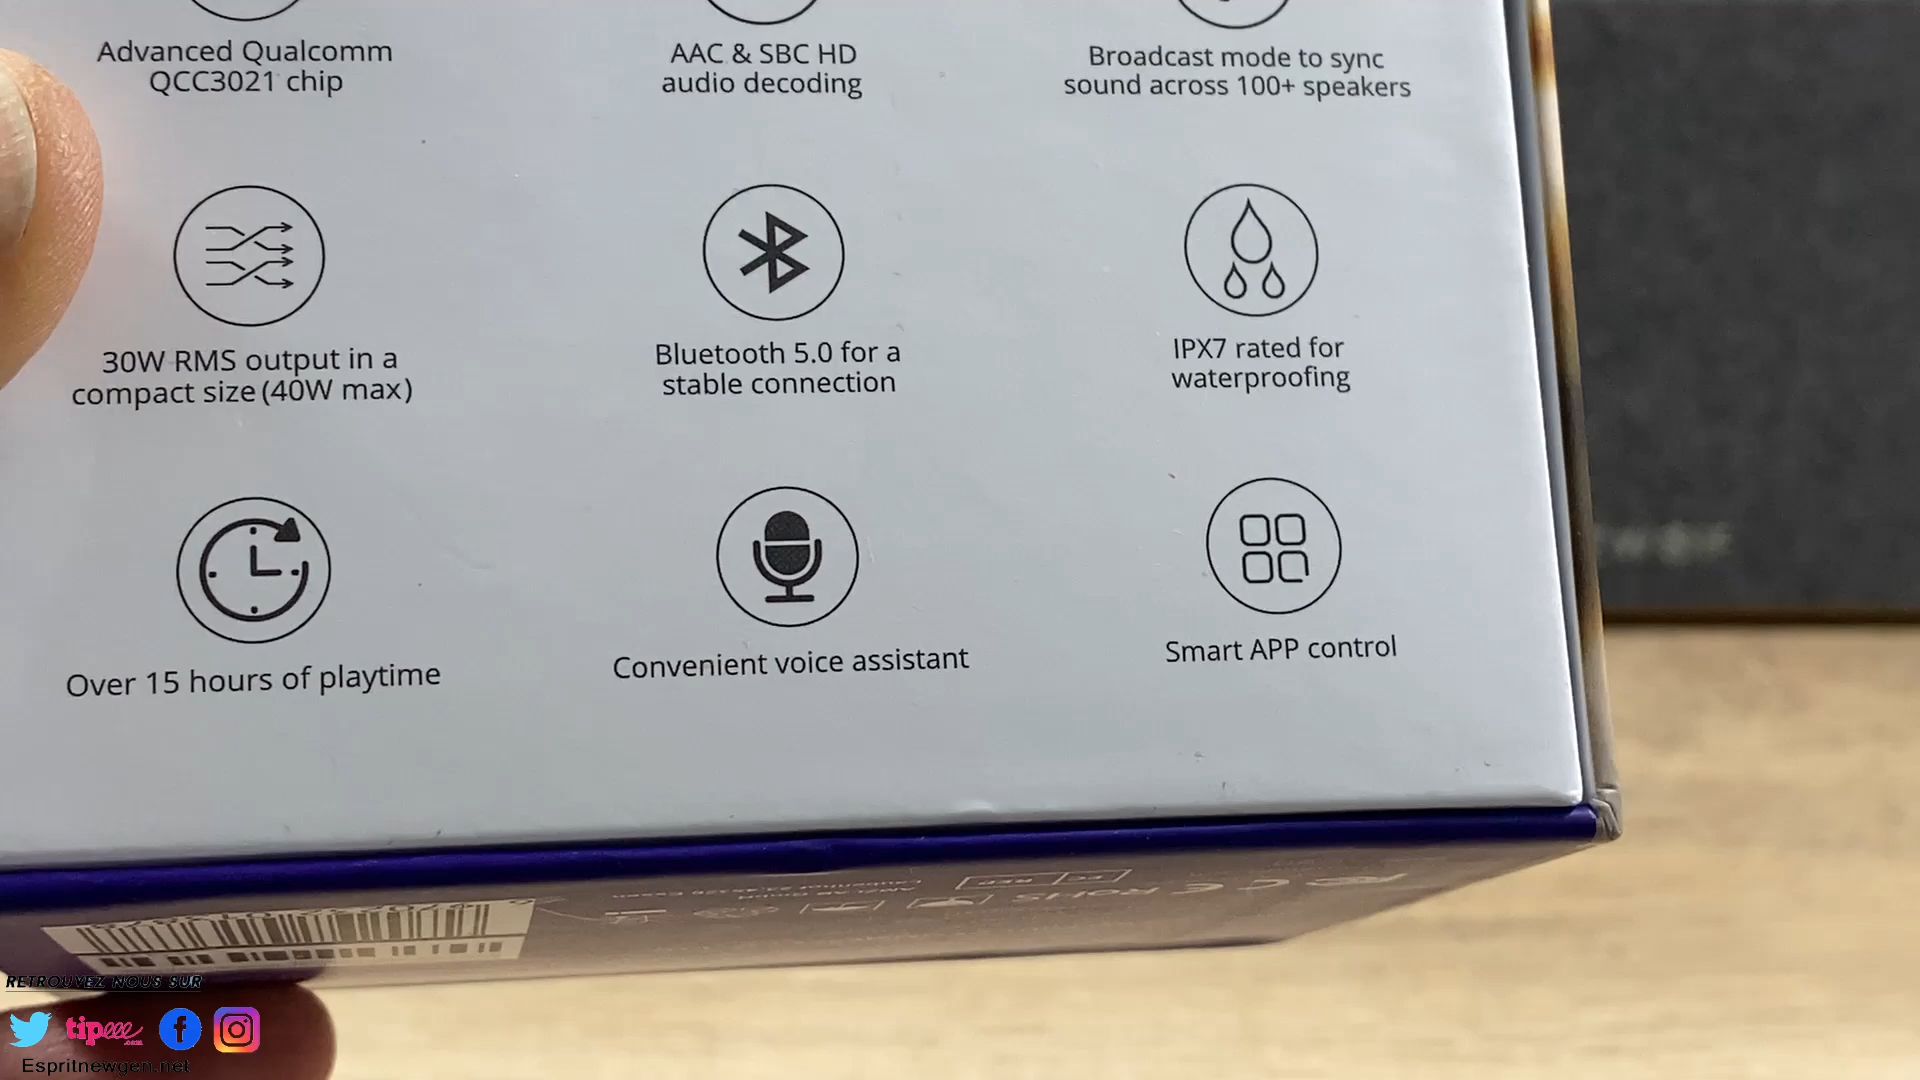 Advanced Qualcomm
QCC3021 chip
AAC & SBC HD
audio decoding
Broadcast mode to sync
sound across 100+ speakers
30W RMS output in a
compact size (40W max)
Bluetooth 5.0 for a
stable connection
IPX7 rated for
waterproofing
Over 15 hours of playtime
Convenient voice assistant
Smart APP control
RoHS
RETROUVEZ NOUS SUR
tipeee
Espritnewgen.net